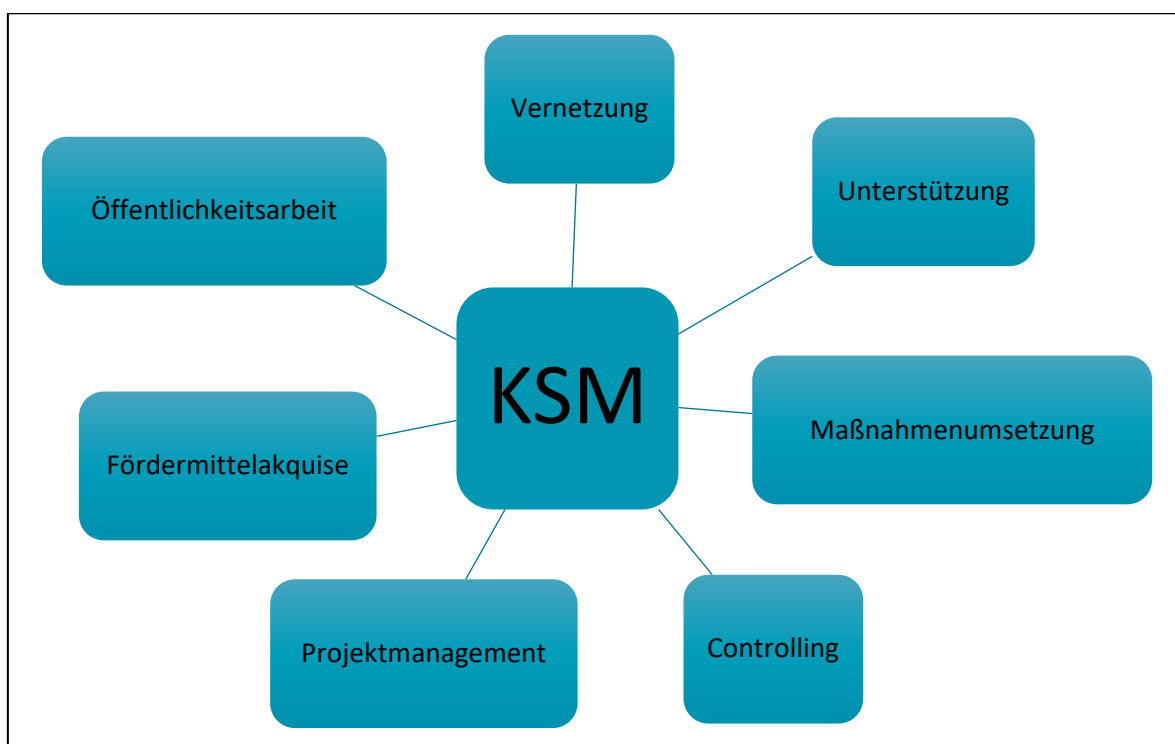 Vernetzung
Unterstützung
Öffentlichkeitsarbeit
KSM
Maßnahmenumsetzung
Fördermittelakquise
Projektmanagement
Controlling